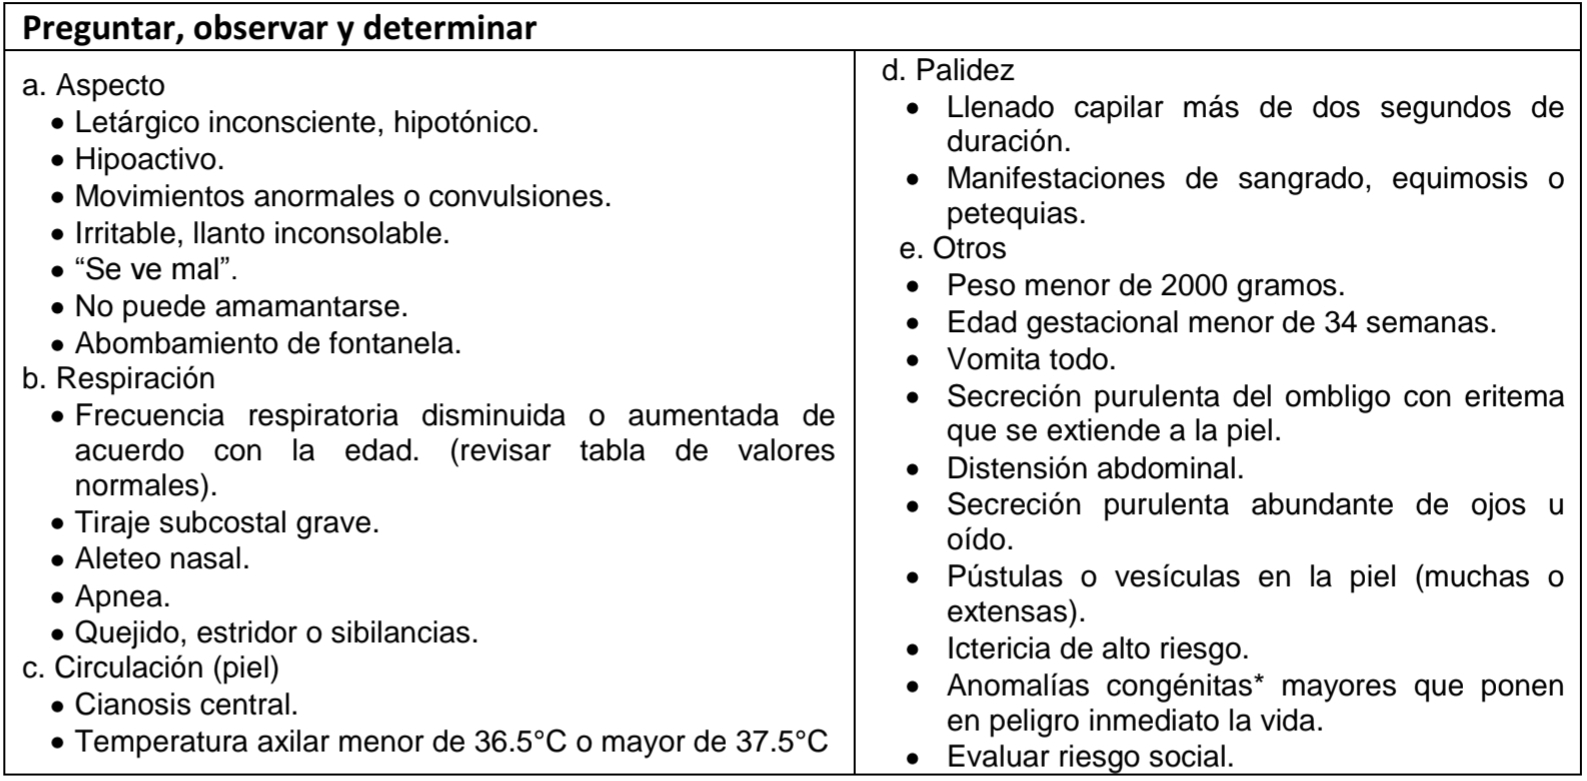 Preguntar, observar y determinar
a. Aspecto
• Letárgico inconsciente, hipotónico.
• Hipoactivo.
• Movimientos anormales o convulsiones.
• Irritable, llanto inconsolable.
• “Se ve mal”.
• No puede amamantarse.
• Abombamiento de fontanela.
b. Respiración
• Frecuencia respiratoria disminuida o aumentada de
acuerdo con la edad. (revisar tabla de valores
normales).
• Tiraje subcostal grave.
• Aleteo nasal.
• Apnea.
• Quejido, estridor o sibilancias.
c. Circulación (piel)
• Cianosis central.
• Temperatura axilar menor de 36.5°C o mayor de 37.5°C
d. Palidez
• Llenado capilar más de dos segundos de
duración.
• Manifestaciones de sangrado, equimosis o
petequias.
e. Otros
• Peso menor de 2000 gramos.
• Edad gestacional menor de 34 semanas.
• Vomita todo.
• Secreción purulenta del ombligo con eritema
que se extiende a la piel.
• Distensión abdominal.
• Secreción purulenta abundante de ojos u
oído.
• Pústulas o vesículas en la piel (muchas o
extensas).
• Ictericia de alto riesgo.
• Anomalías congénitas* mayores que ponen
en peligro inmediato la vida.
• Evaluar riesgo social.